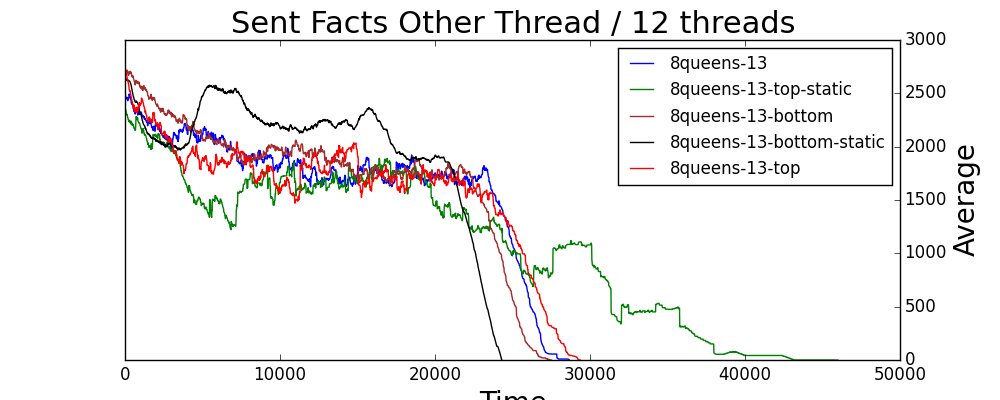 Sent Facts Other Thread / 12 threads
8queens-13
8queens-13-top-static
8queens-13-bottom
8queens-13-bottom-static
8queens-13-top
3000
2500
2000
1500
1000
500
0
Average
0 10000 20000 30000 40000 50000
Time